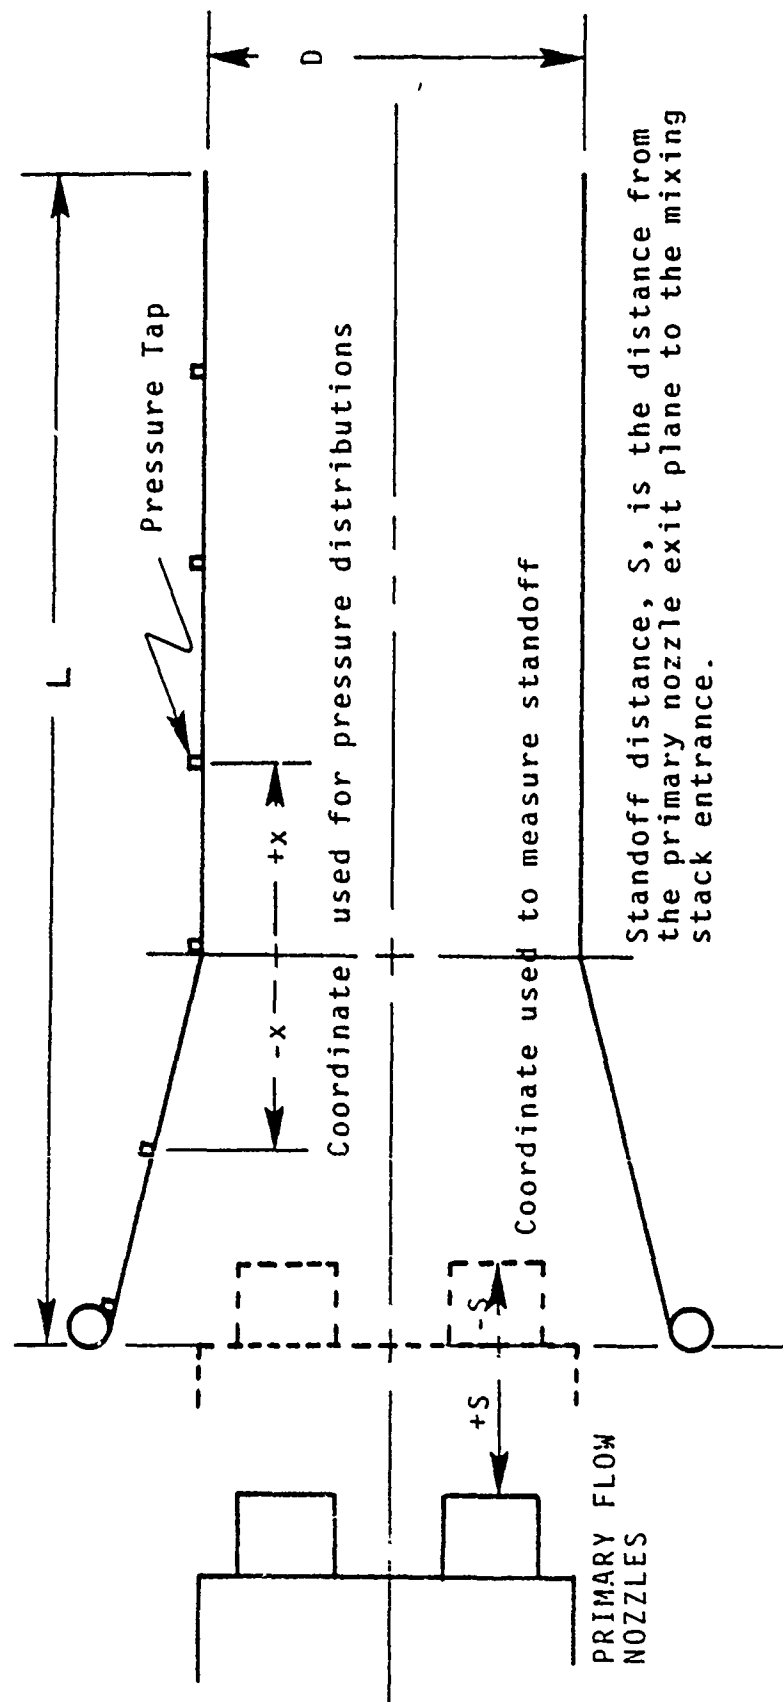 L
D
Pressure Tap
-x
+x
Coordinate used for pressure distributions
Coordinate used to measure standoff
+S
-S
PRIMARY FLOW
NOZZLES
Standoff distance, S, is the distance from
the primary nozzle exit plane to the mixing
stack entrance.